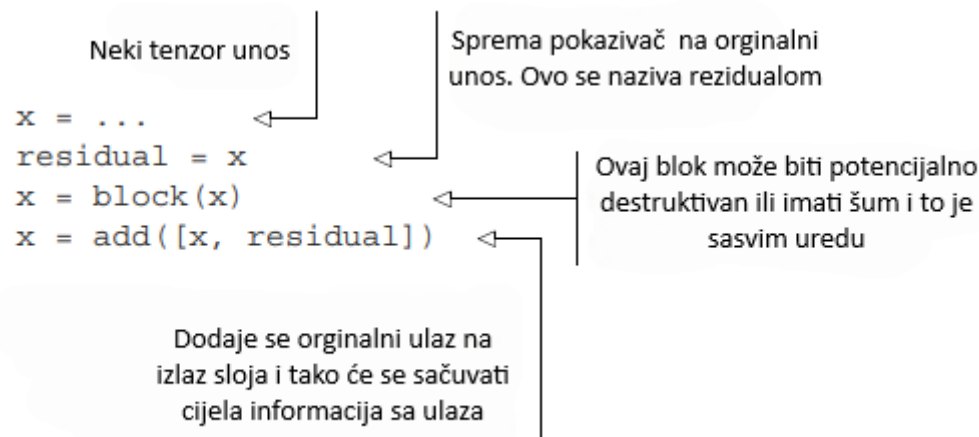 Neki tenzor unos
Sprema pokazivač na orginalni
unos. Ovo se naziva rezidualom
x = ...
residual = x
x = block(x)
x = add([x, residual])
Ovaj blok može biti potencijalno
destruktivan ili imati šum i to je
sasvim uredu
Dodaje se orginalni ulaz na
izlaz sloja i tako će se sačuvati
cijela informacija sa ulaza